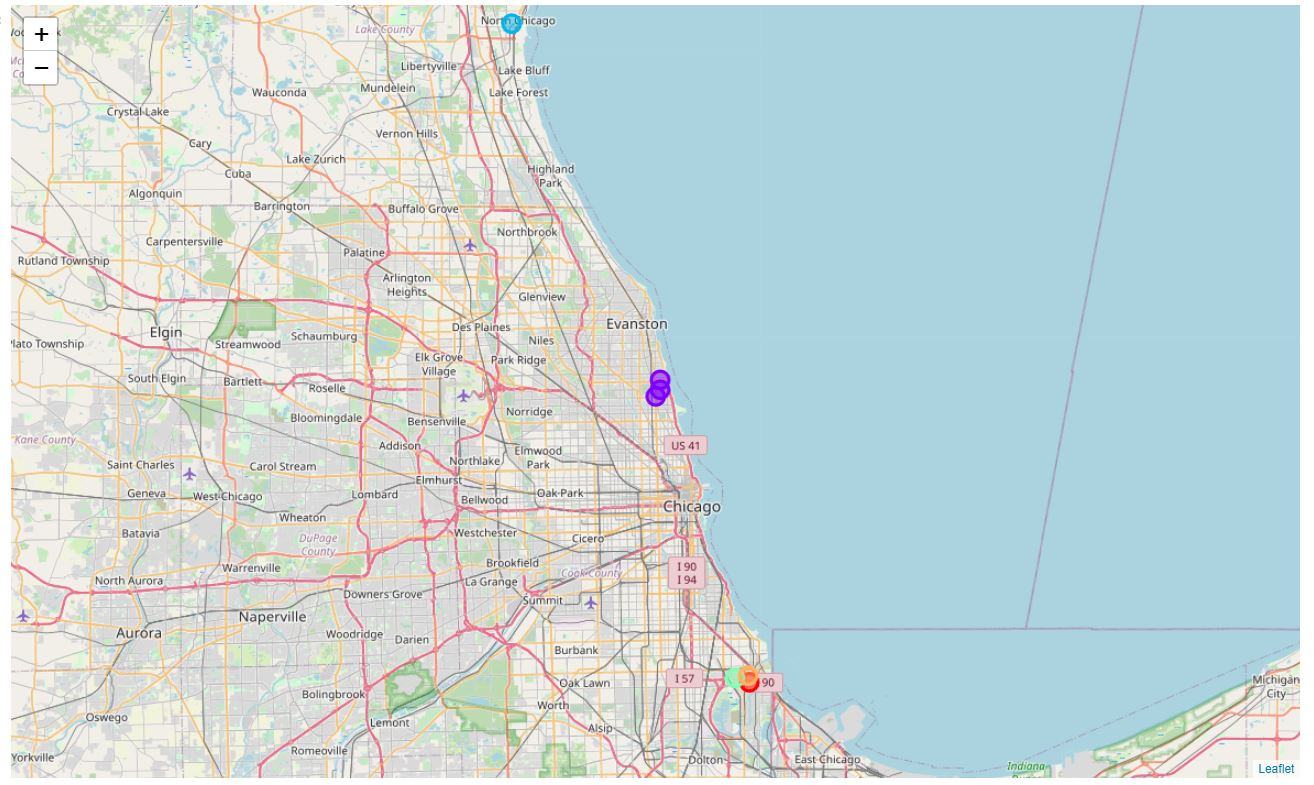 North Chicago
Lake County
+
Libertyville
Lake Bluff
−
Mundelein
Lake Forest
Wauconda
Crystal Lake
Vernon Hills
Cary
Lake Zurich
Highland
Park
Cuba
Algonquin
Barrington
Buffalo Grove
Northbrook
Carpentersville
Palatine
Rutland Township
Arlington
Heights
Glenview
Evanston
Des Plaines
Elgin
Schaumburg
Niles
Streamwood
lato Township
Elk Grove
Village
Park Ridge
South Elgin
Bartlett
Roselle
Norridge
Bloomingdale
Bensenville
Kane County
Addison
US 41
Elmwood
Park
Northlake
Saint Charles
Carol Stream
Elmhurst
Geneva
West Chicago
Lombard
Bellwood
Oak Park
Chicago
Wheaton
Batavia
DuPage
County
Westchester
Cicero
Brookfield
Warrenville
I 90
I 94
Cook County
North Aurora
La Grange
Downers Grove
Summit
Naperville
Aurora
Woodridge
Darien
Burbank
Oak Lawn
I 57
90
Michigan
City
Bolingbrook
Worth
Oswego
Lemont
Alsip
Romeoville
Yorkville
Dolton
East Chicago
Indiana
Leaflet